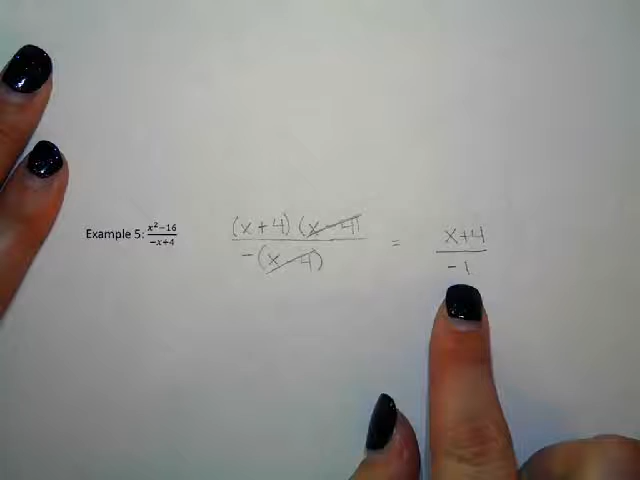 Example 5: x²−16 / −x+4
(x+4)(x-4) / -(x-4) = x+4 / -1